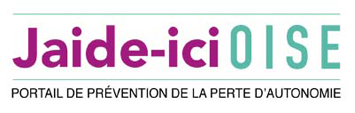 Jaide-ici OISE
PORTAIL DE PRÉVENTION DE LA PERTE D'AUTONOMIE